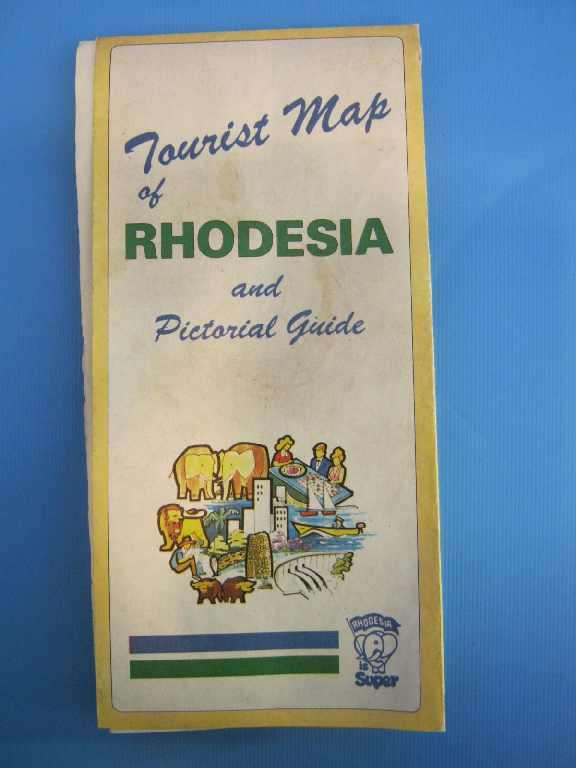 Tourist Map
of
RHODESIA
and
Pictorial Guide
RHODESIA
is
Super